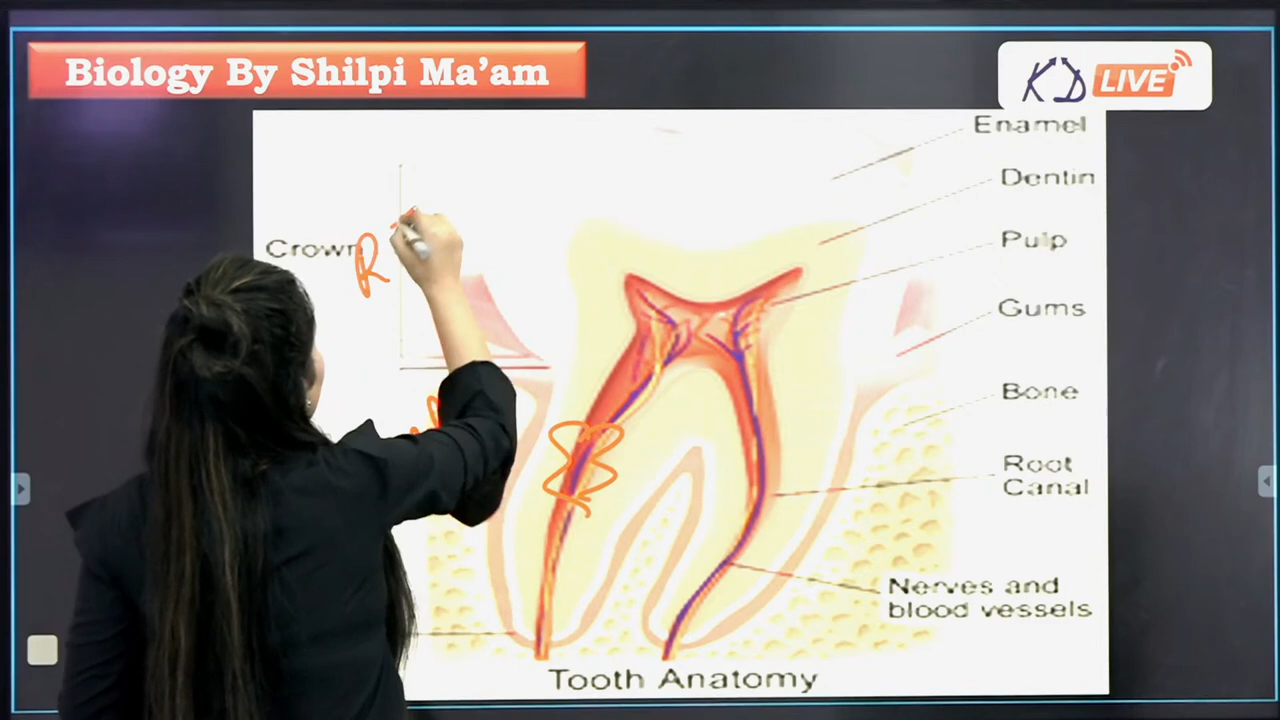 Biology By Shilpi Ma'am
KD LIVE
Enamel
Dentin
Crown
R
Pulp
Gums
Bone
Root
Canal
Nerves and
blood vessels
Tooth Anatomy